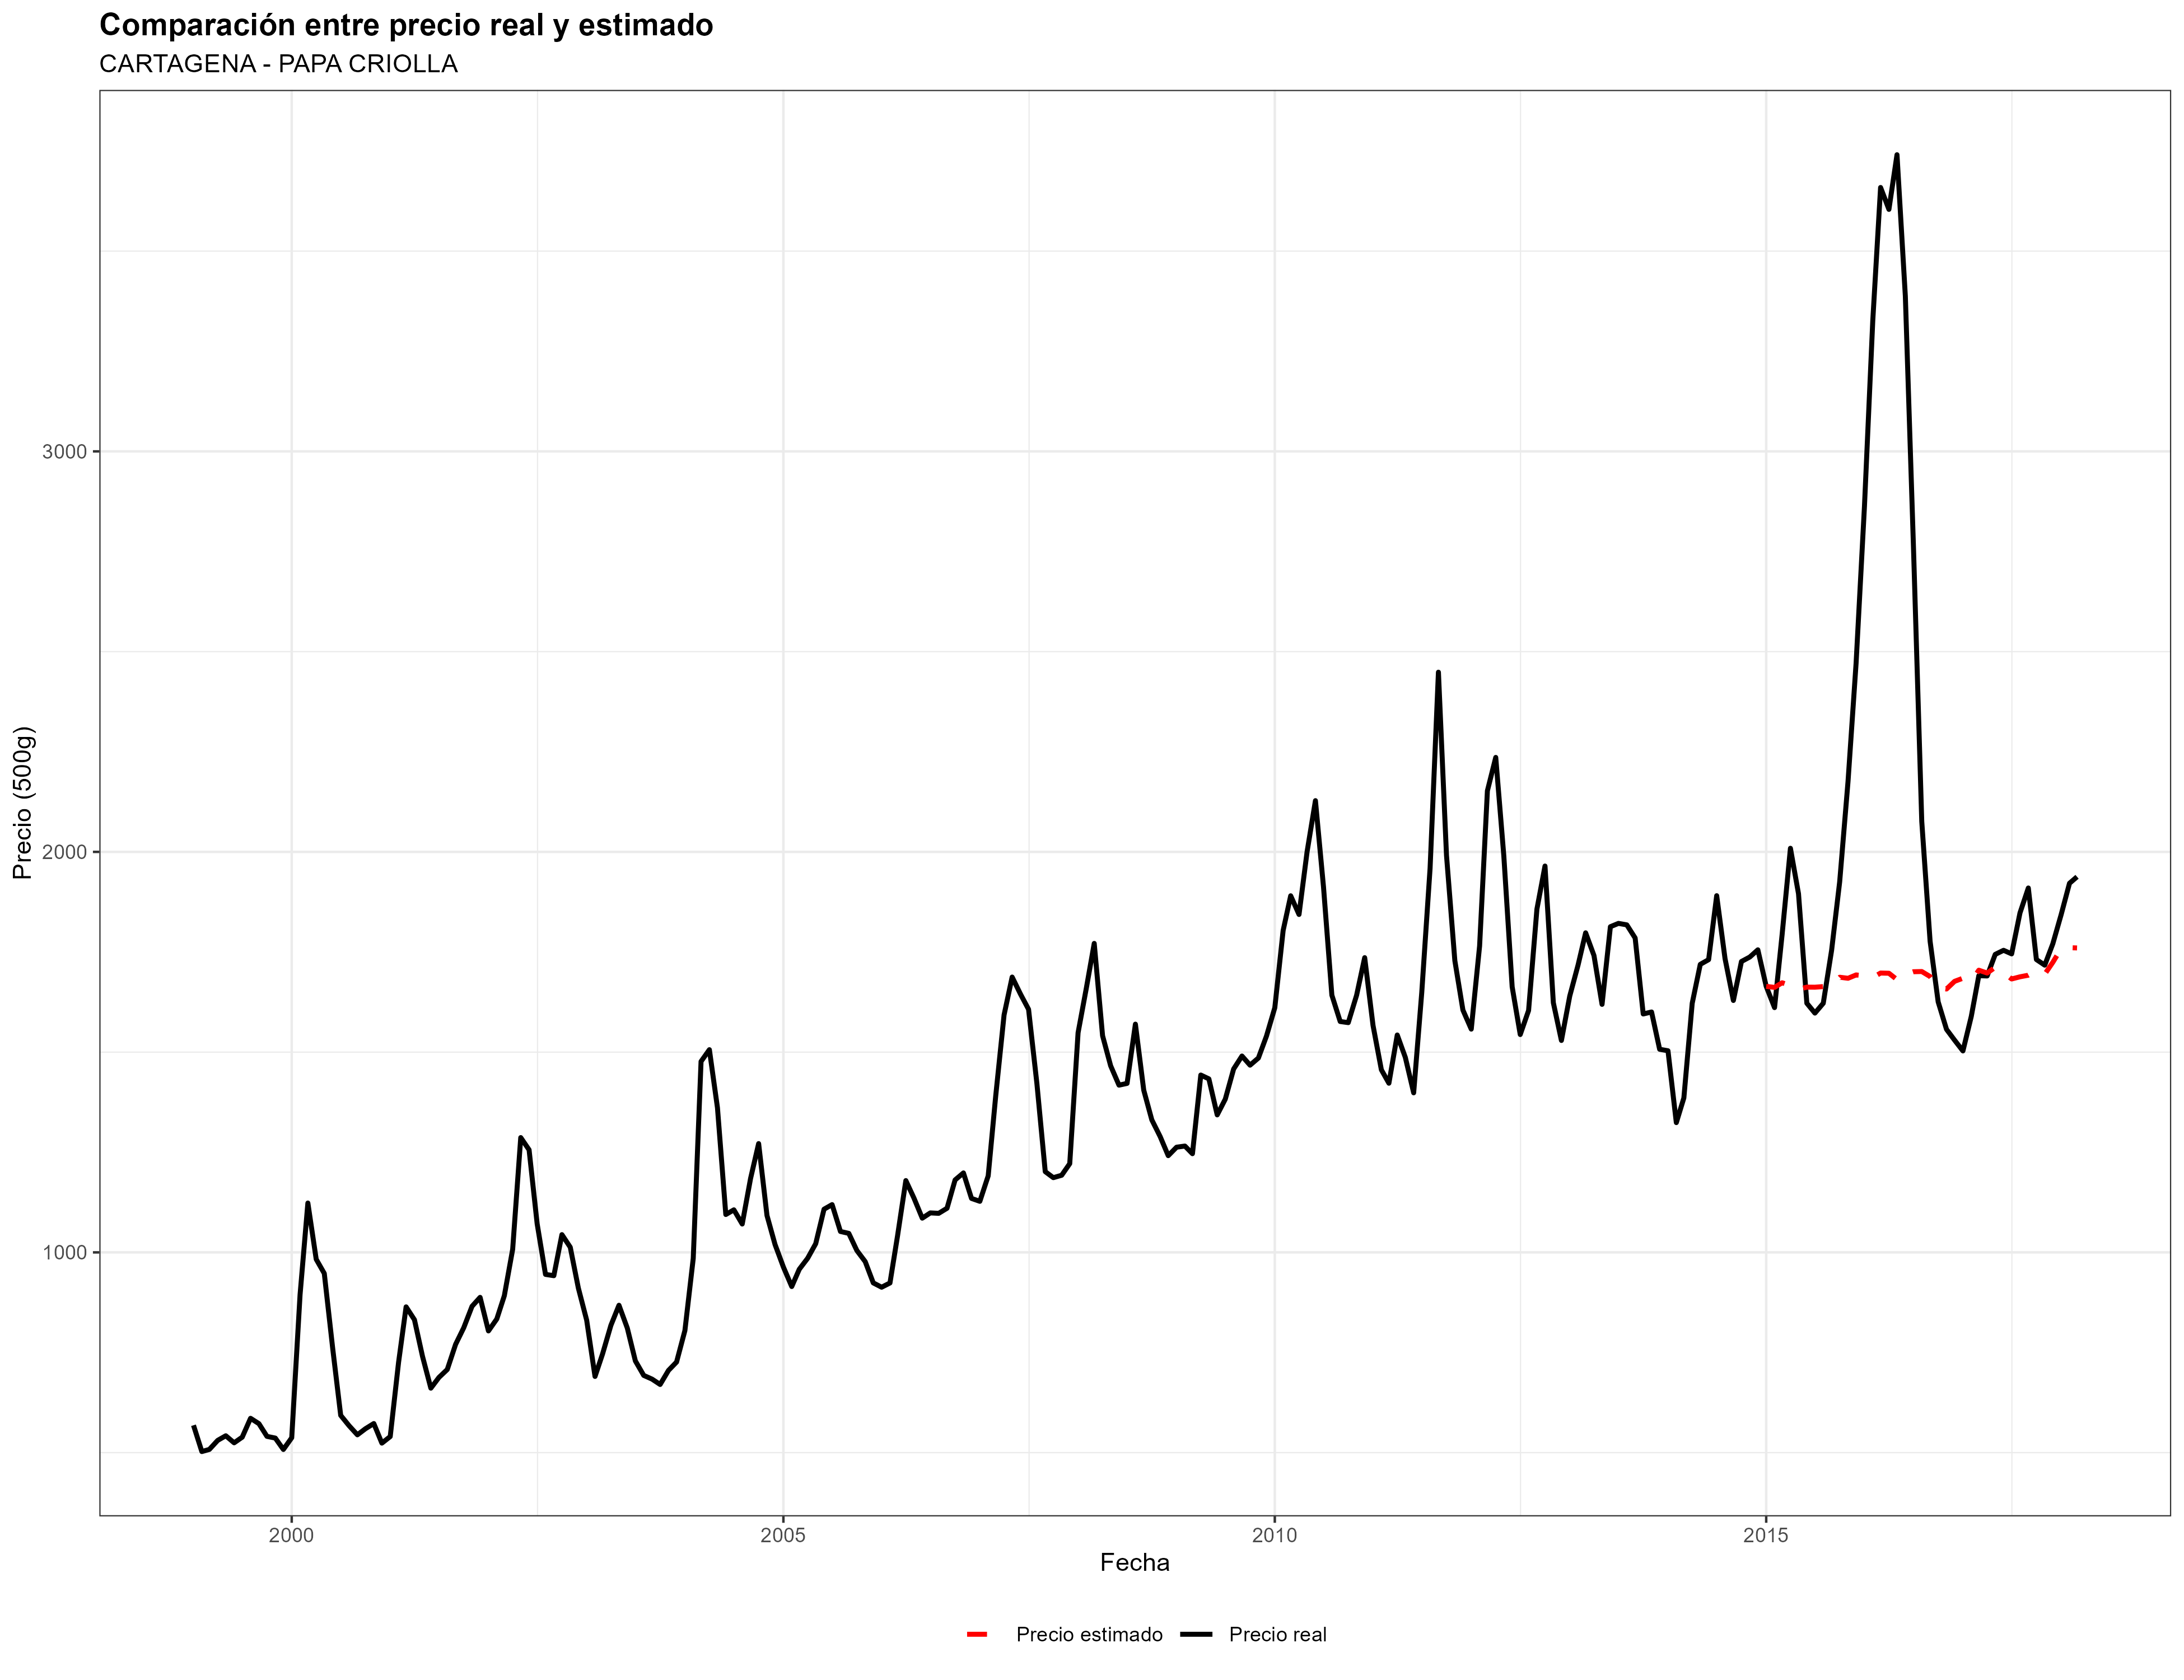 Comparación entre precio real y estimado
CARTAGENA - PAPA CRIOLLA
Precio (500g)
3000
2000
1000
2000 2005 2010 2015
Fecha
Precio estimado Precio real